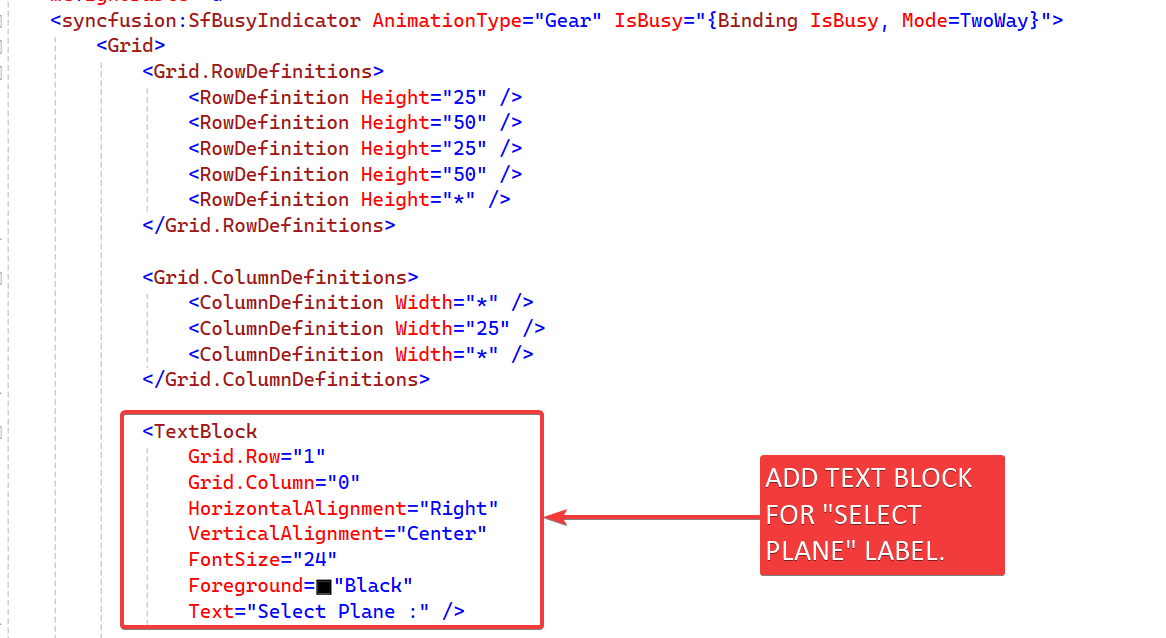 <syncfusion:SfBusyIndicator AnimationType="Gear" IsBusy="{Binding IsBusy, Mode=TwoWay}">
<Grid>
<Grid.RowDefinitions>
<RowDefinition Height="25" />
<RowDefinition Height="50" />
<RowDefinition Height="25" />
<RowDefinition Height="50" />
<RowDefinition Height="*" />
</Grid.RowDefinitions>
<Grid.ColumnDefinitions>
<ColumnDefinition Width="*" />
<ColumnDefinition Width="25" />
<ColumnDefinition Width="*" />
</Grid.ColumnDefinitions>
<TextBlock
Grid.Row="1"
Grid.Column="0"
HorizontalAlignment="Right"
VerticalAlignment="Center"
FontSize="24"
Foreground="Black"
Text="Select Plane :" />
ADD TEXT BLOCK
FOR "SELECT
PLANE" LABEL.